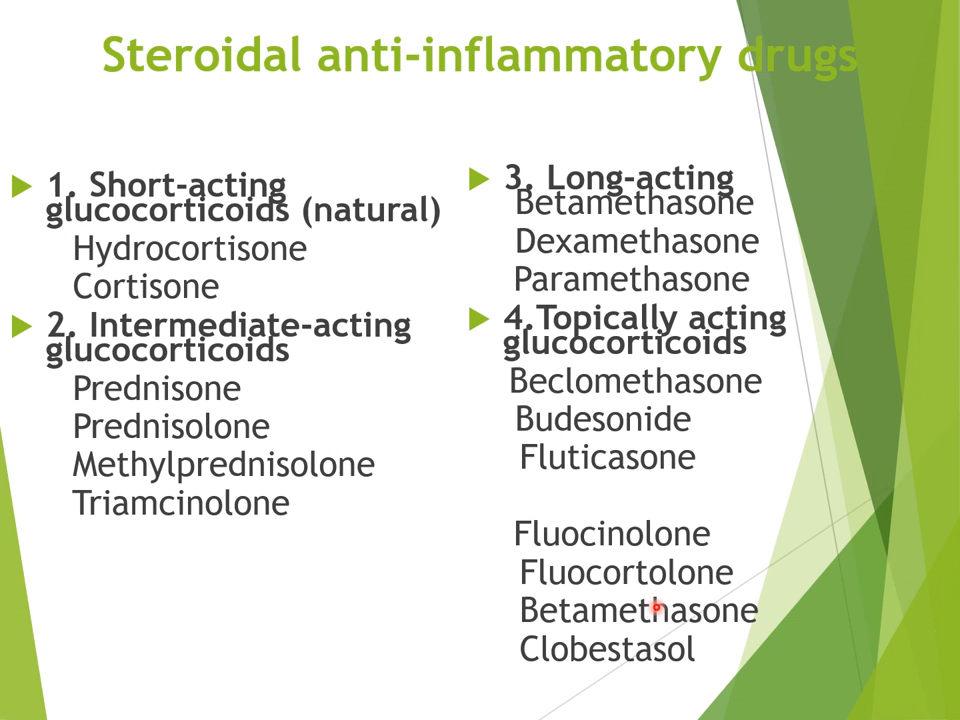 Steroidal anti-inflammatory drugs
1. Short-acting
glucocorticoids (natural)
Hydrocortisone
Cortisone
2. Intermediate-acting
glucocorticoids
Prednisone
Prednisolone
Methylprednisolone
Triamcinolone
3. Long-acting
Betamethasone
Dexamethasone
Paramethasone
4.Topically acting
glucocorticoids
Beclomethasone
Budesonide
Fluticasone
Fluocinolone
Fluocortolone
Betamethasone
Clobestasol